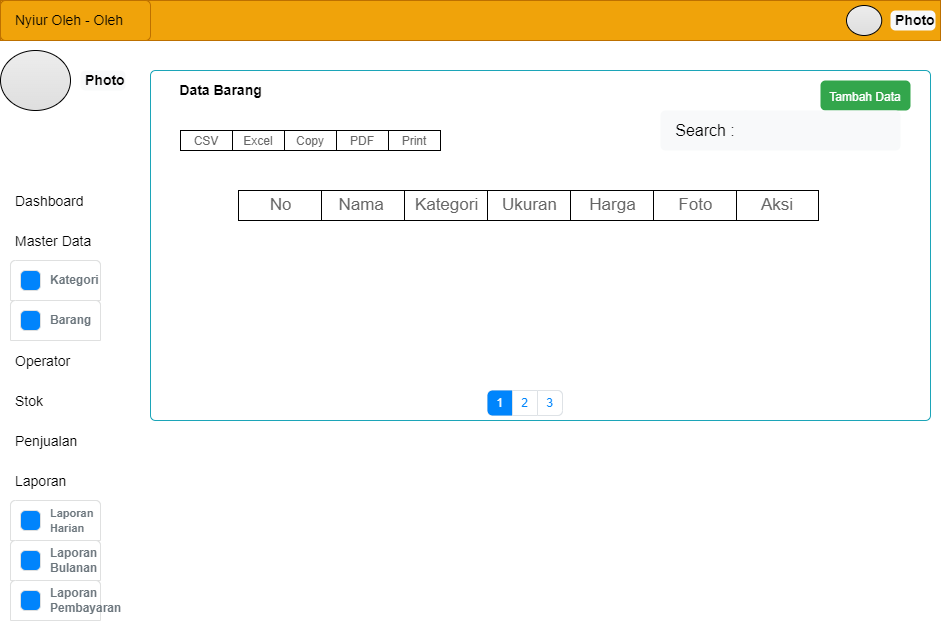 Nyiur Oleh - Oleh
Photo
Photo
Data Barang
Tambah Data
CSV Excel Copy PDF Print
Search :
No Nama Kategori Ukuran Harga Foto Aksi
1 2 3
Dashboard
Master Data
Kategori
Barang
Operator
Stok
Penjualan
Laporan
Laporan
Harian
Laporan
Bulanan
Laporan
Pembayaran